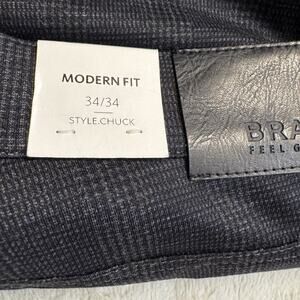 MODERN FIT
34/34
STYLE.CHUCK
BRA
FEEL G